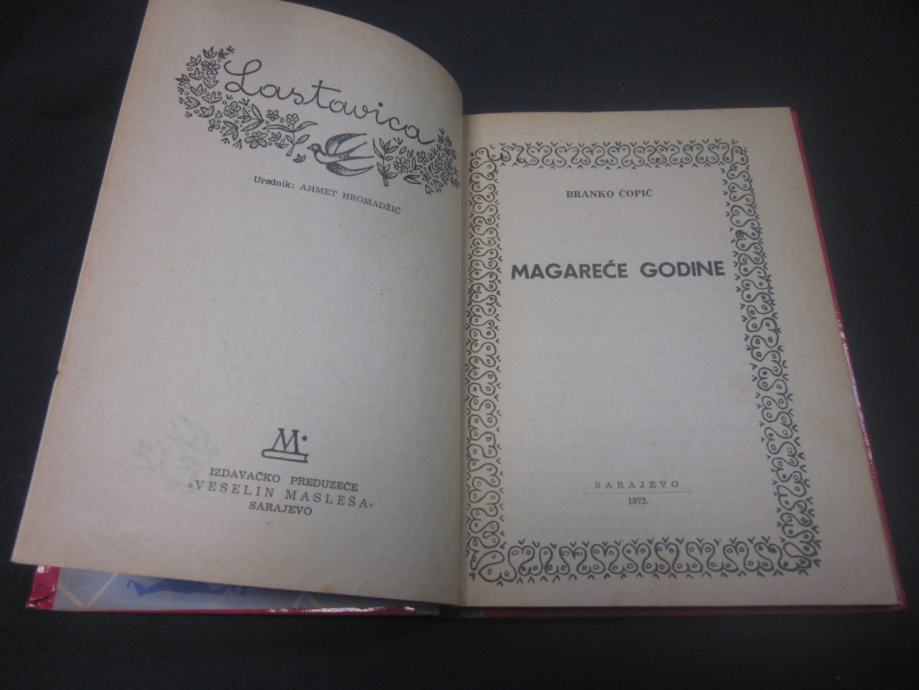 Lastavica
Urednik: AHMET HROMADŽIĆ
M
IZDAVAČKO PREDUZEĆE
»VESELIN MASLEŠA«
SARAJEVO
BRANKO ĆOPIĆ
MAGAREĆE GODINE
SARAJEVO
1972.